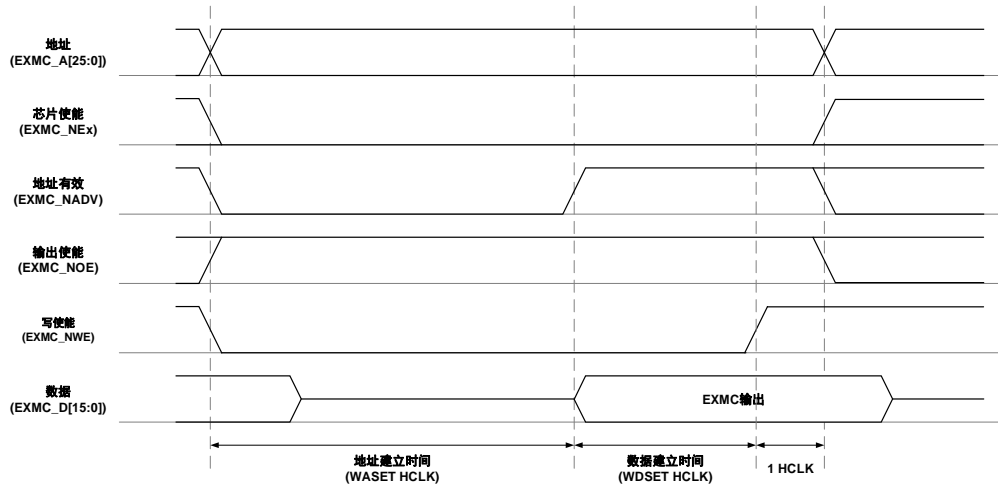 地址
(EXMC_A[25:0])
芯片使能
(EXMC_NEx)
地址有效
(EXMC_NADV)
输出使能
(EXMC_NOE)
写使能
(EXMC_NWE)
数据
(EXMC_D[15:0])
EXMC输出
地址建立时间
(WASET HCLK)
数据建立时间
(WDSET HCLK)
1 HCLK